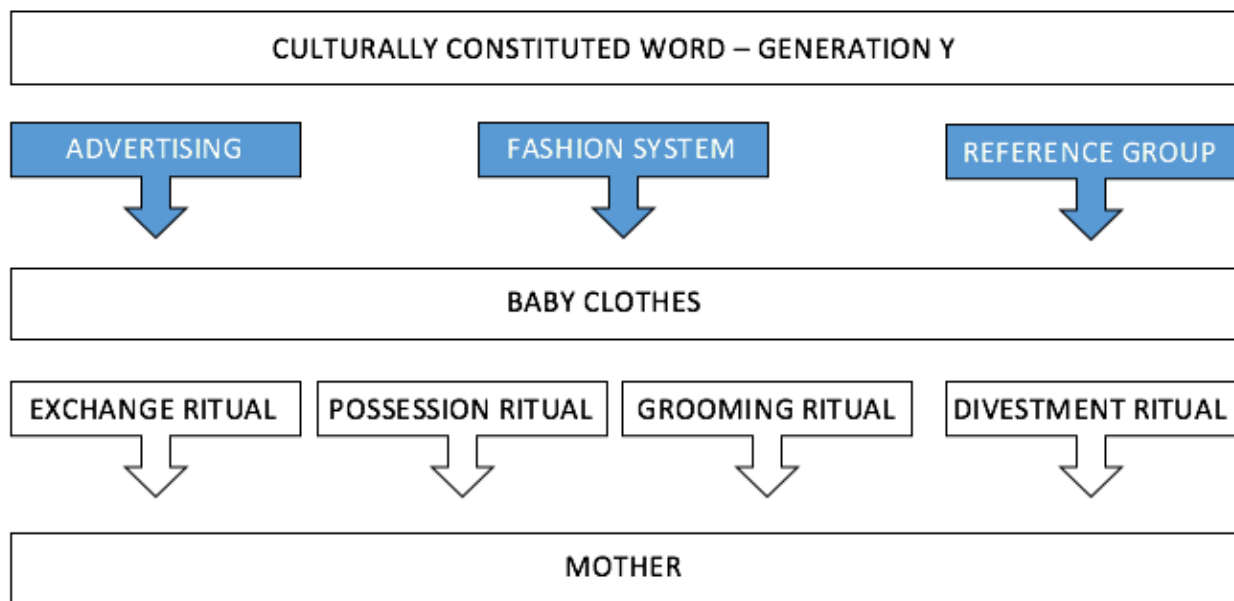 CULTURALLY CONSTITUTED WORD – GENERATION Y
ADVERTISING
FASHION SYSTEM
REFERENCE GROUP
BABY CLOTHES
EXCHANGE RITUAL
POSSESSION RITUAL
GROOMING RITUAL
DIVESTMENT RITUAL
MOTHER